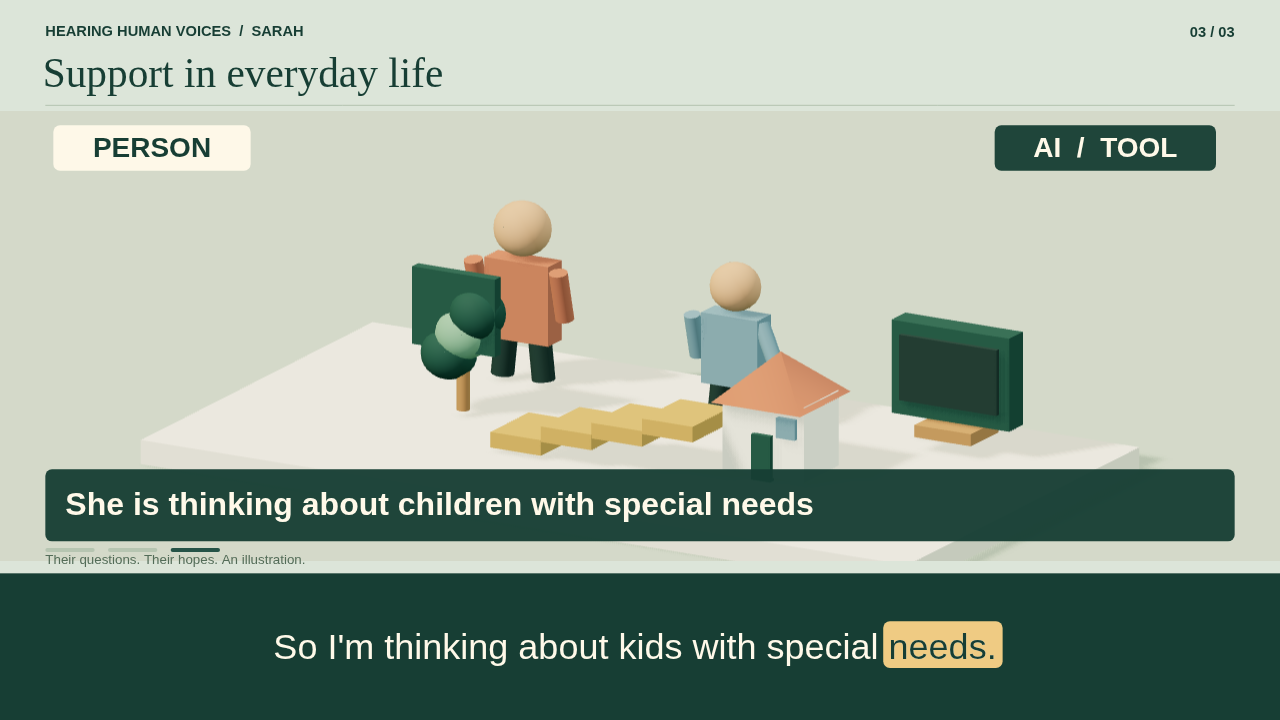 HEARING HUMAN VOICES / SARAH
03 / 03
Support in everyday life
PERSON
AI / TOOL
She is thinking about children with special needs
Their questions. Their hopes. An illustration.
So I'm thinking about kids with special needs.